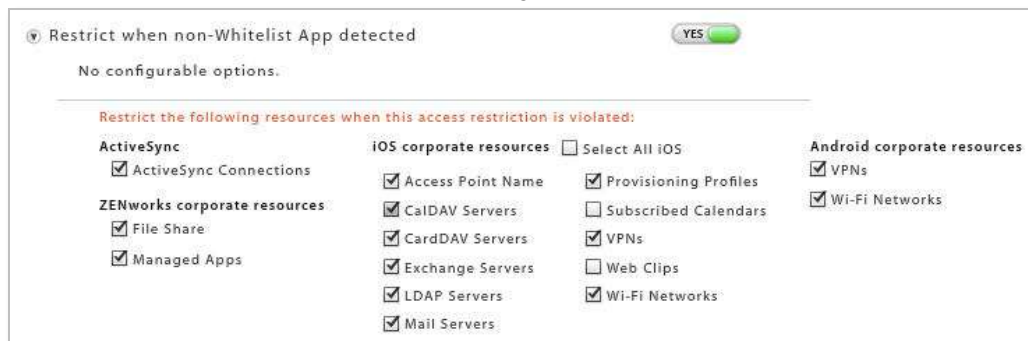 Restrict when non-Whitelist App detected YES
No configurable options.
Restrict the following resources when this access restriction is violated:
ActiveSync
ActiveSync Connections
ZENworks corporate resources
File Share
Managed Apps
iOS corporate resources Select All iOS
Access Point Name
CalDAV Servers
CardDAV Servers
Exchange Servers
LDAP Servers
Mail Servers
Provisioning Profiles
Subscribed Calendars
VPNs
Web Clips
Wi-Fi Networks
Android corporate resources
VPNs
Wi-Fi Networks